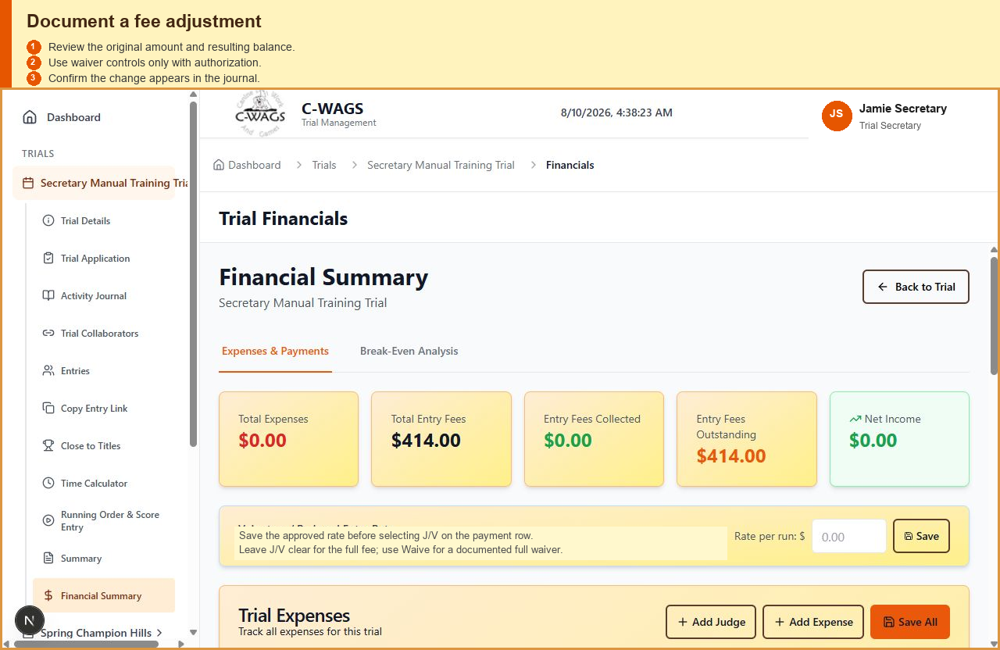 Document a fee adjustment
1 Review the original amount and resulting balance.
2 Use waiver controls only with authorization.
3 Confirm the change appears in the journal.
Dashboard
TRIALS
Secretary Manual Training Tria
Trial Details
Trial Application
Activity Journal
Trial Collaborators
Entries
Copy Entry Link
Close to Titles
Time Calculator
Running Order & Score
Entry
Summary
Financial Summary
N
Spring Champion Hills
Canine Work
C-WAGS
And Games
C-WAGS
Trial Management
8/10/2026, 4:38:23 AM
JS
Jamie Secretary
Trial Secretary
Dashboard > Trials > Secretary Manual Training Trial > Financials
Trial Financials
Financial Summary
Secretary Manual Training Trial
Back to Trial
Expenses & Payments
Break-Even Analysis
Total Expenses
$0.00
Total Entry Fees
$414.00
Entry Fees Collected
$0.00
Entry Fees
Outstanding
$414.00
Net Income
$0.00
Save the approved rate before selecting J/V on the payment row.
Leave J/V clear for the full fee; use Waive for a documented full waiver.
Rate per run: $
0.00
Save
Trial Expenses
Track all expenses for this trial
Add Judge
Add Expense
Save All